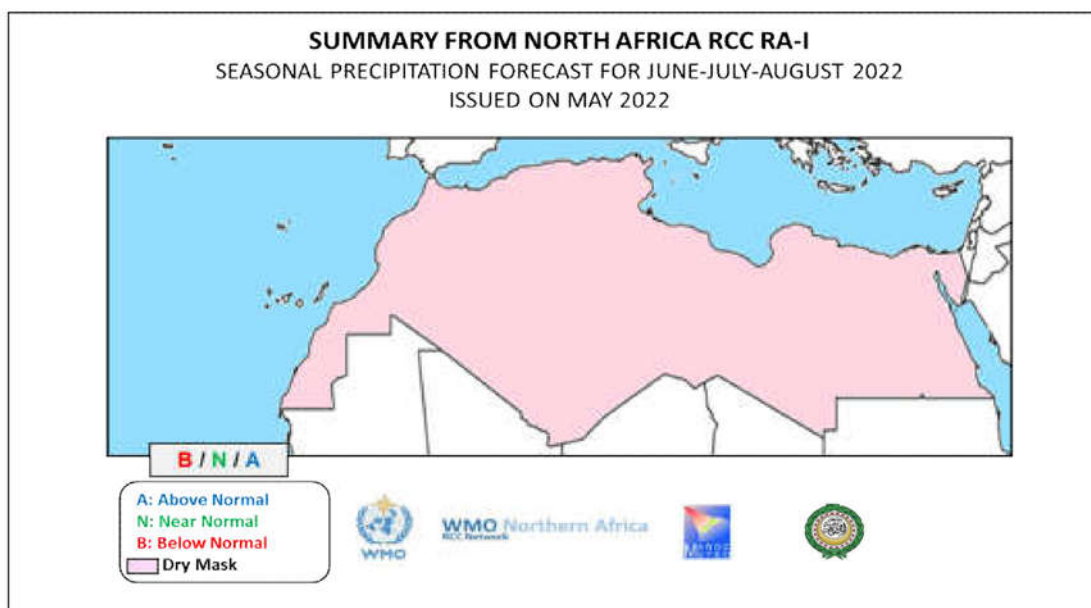 SUMMARY FROM NORTH AFRICA RCC RA-I
SEASONAL PRECIPITATION FORECAST FOR JUNE-JULY-AUGUST 2022
ISSUED ON MAY 2022
B / N / A
A: Above Normal
N: Near Normal
B: Below Normal
Dry Mask
WMO
WMO Northern Africa
RCC Network